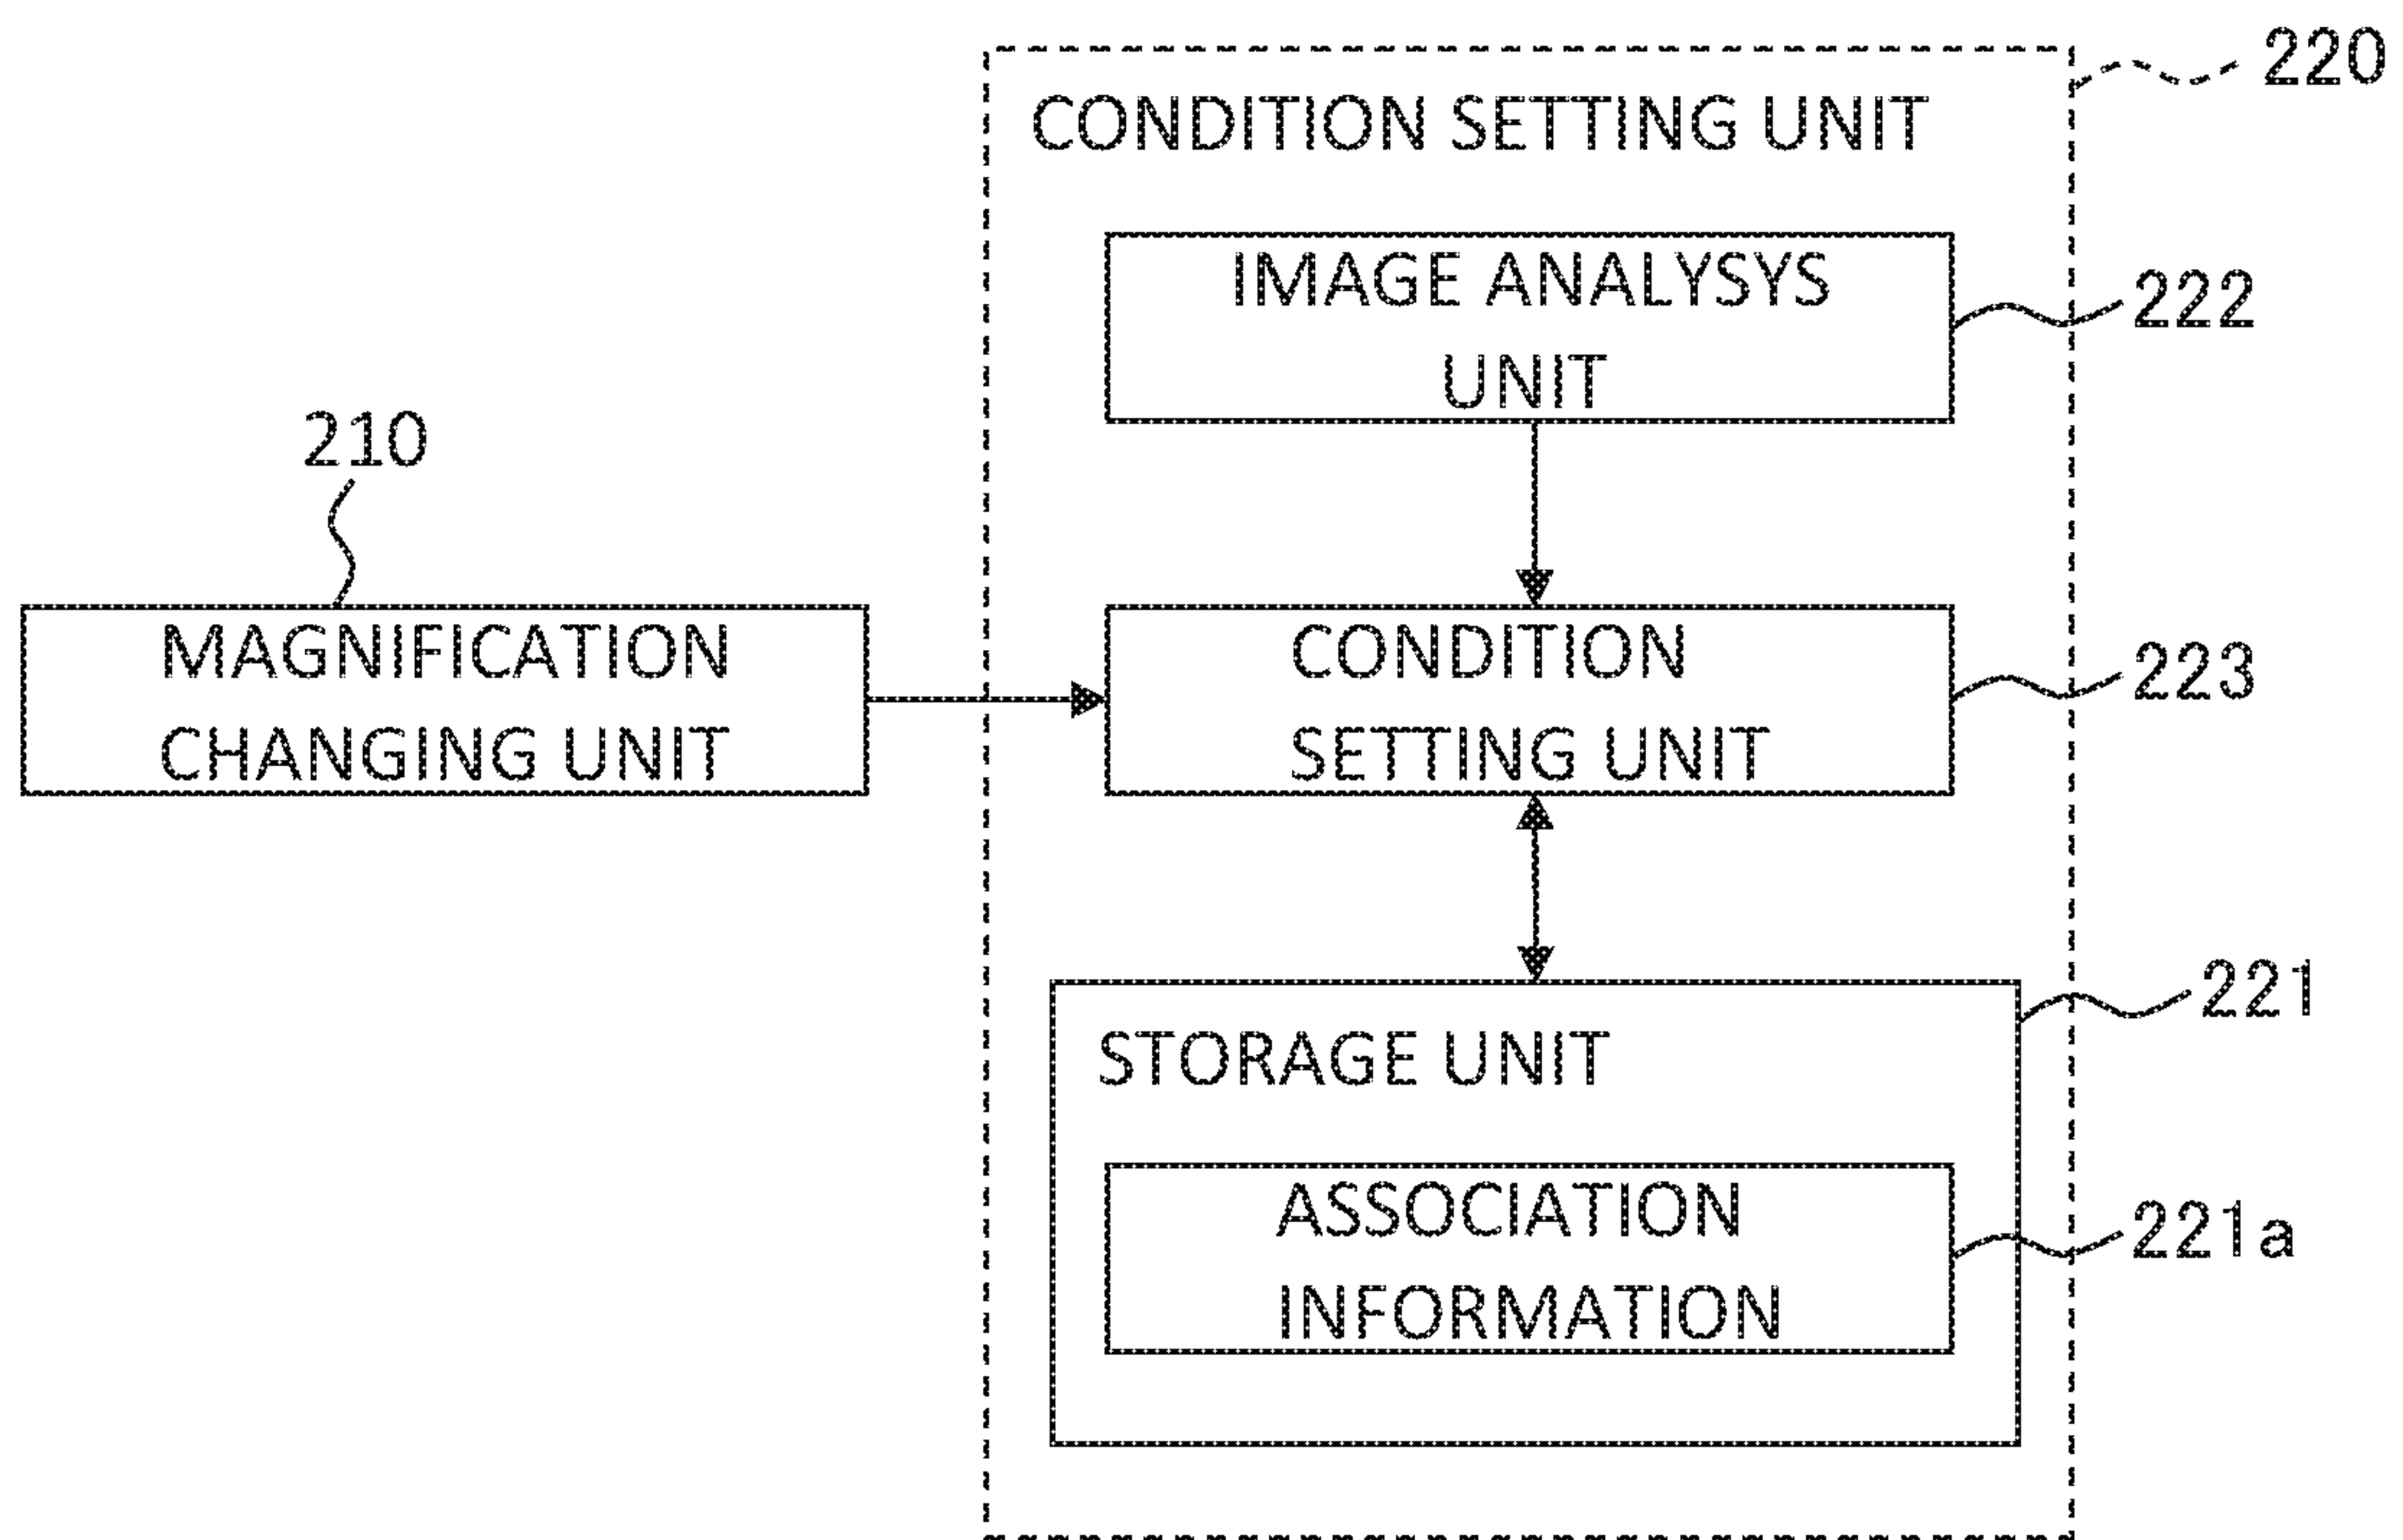 220
CONDITION SETTING UNIT
IMAGE ANALYSYS
UNIT
222
210
MAGNIFICATION
CHANGING UNIT
CONDITION
SETTING UNIT
223
221
STORAGE UNIT
ASSOCIATION
INFORMATION
221a